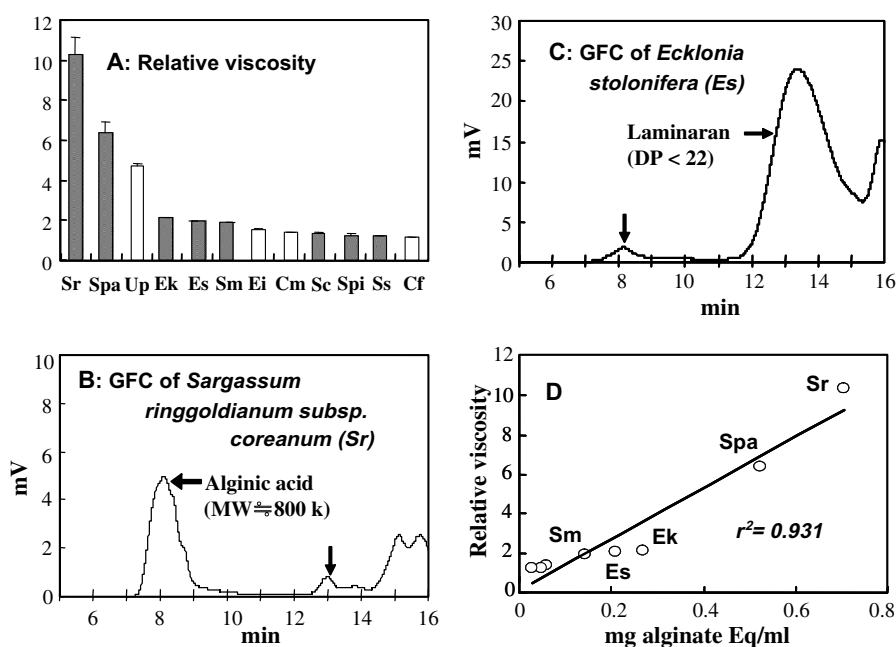 A: Relative viscosity
mV
12
10
8
6
4
2
0
Sr Spa Up Ek Es Sm Ei Cm Sc Spi Ss Cf
C: GFC of Ecklonia
stolonifera (Es)
Laminaran
(DP < 22)
mV
30
25
20
15
10
5
0
6 8 10 12 14 16
min
B: GFC of Sargassum
ringgoldianum subsp.
coreanum (Sr)
Alginic acid
(MW≒800 k)
mV
10
8
6
4
2
0
6 8 10 12 14 16
min
D
Relative viscosity
12
10
8
6
4
2
0
Sr
Spa
Sm
Ek
Es
r2= 0.931
0 0.2 0.4 0.6 0.8
mg alginate Eq/ml